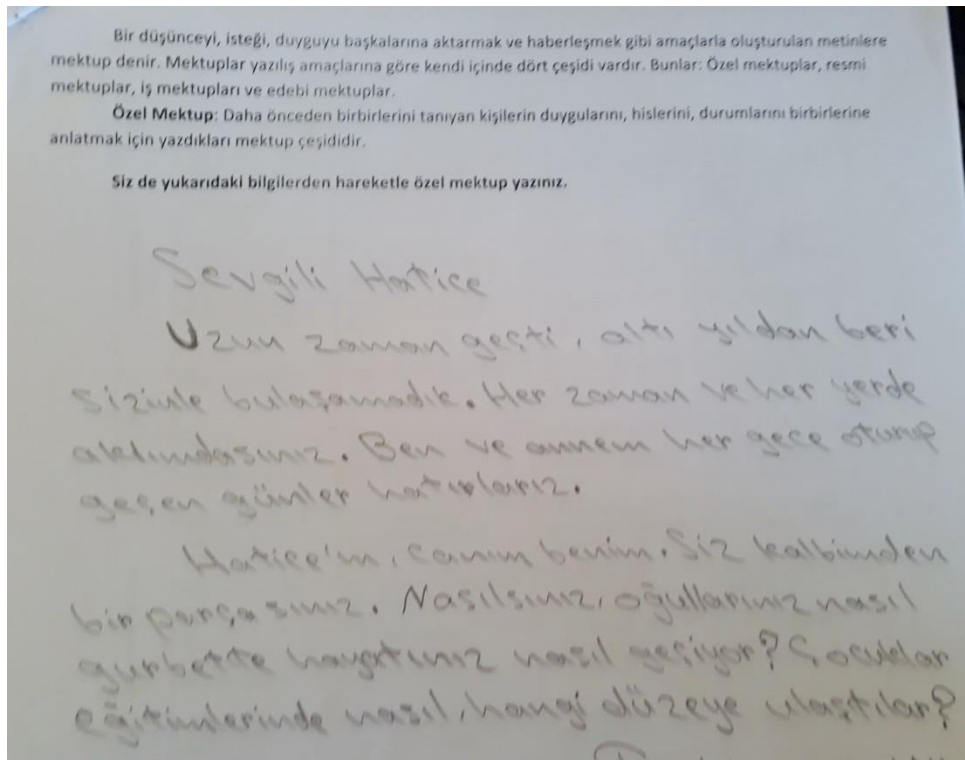 Bir düşünceyi, isteği, duyguyu başkalarına aktarmak ve haberleşmek gibi amaçlarla oluşturulan metinlere
mektup denir. Mektuplar yazılış amaçlarına göre kendi içinde dört çeşidi vardır. Bunlar: Özel mektuplar, resmi
mektuplar, iş mektupları ve edebi mektuplar.
Özel Mektup: Daha önceden birbirlerini tanıyan kişilerin duygularını, hislerini, durumlarını birbirlerine
anlatmak için yazdıkları mektup çeşididir.
Siz de yukarıdaki bilgilerden hareketle özel mektup yazınız.
Sevgili Hatice
Uzun zaman geçti, altı yıldan beri
sizinle bulaşamadık. Her zaman ve her yerde
aklımdasınız. Ben ve annem her gece oturup
geçen günler hatırlarız.
Hatice'm, canım benim. Siz kalbimden
bir parçasınız. Nasılsınız, oğullarınız nasıl
gurbette hayatınız nasıl geçiyor? Çocuklar
eğitimlerinde nasıl, hangi düzeye ulaştılar?